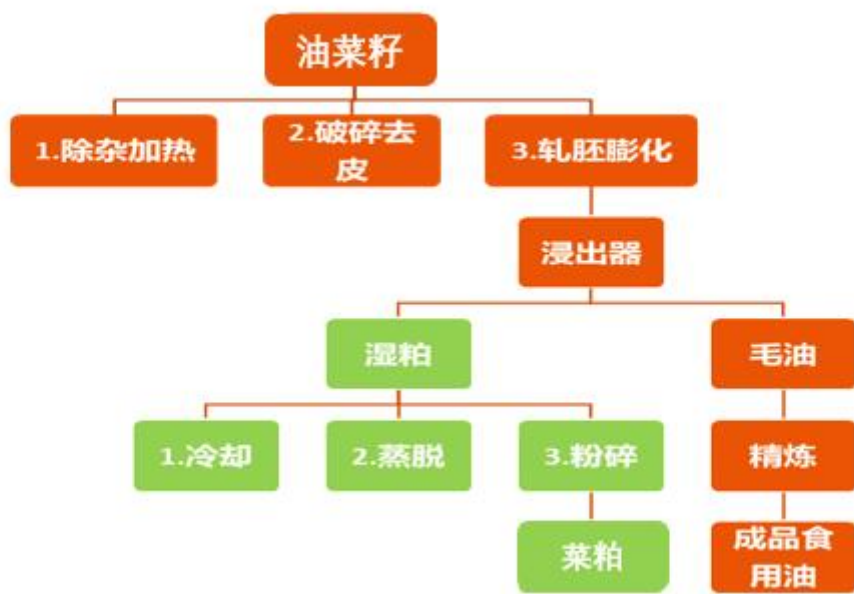 油菜籽
1.除杂加热
2.破碎去
皮
3.轧胚膨化
浸出器
湿粕
毛油
1.冷却
2.蒸脱
3.粉碎
精炼
菜粕
成品食
用油